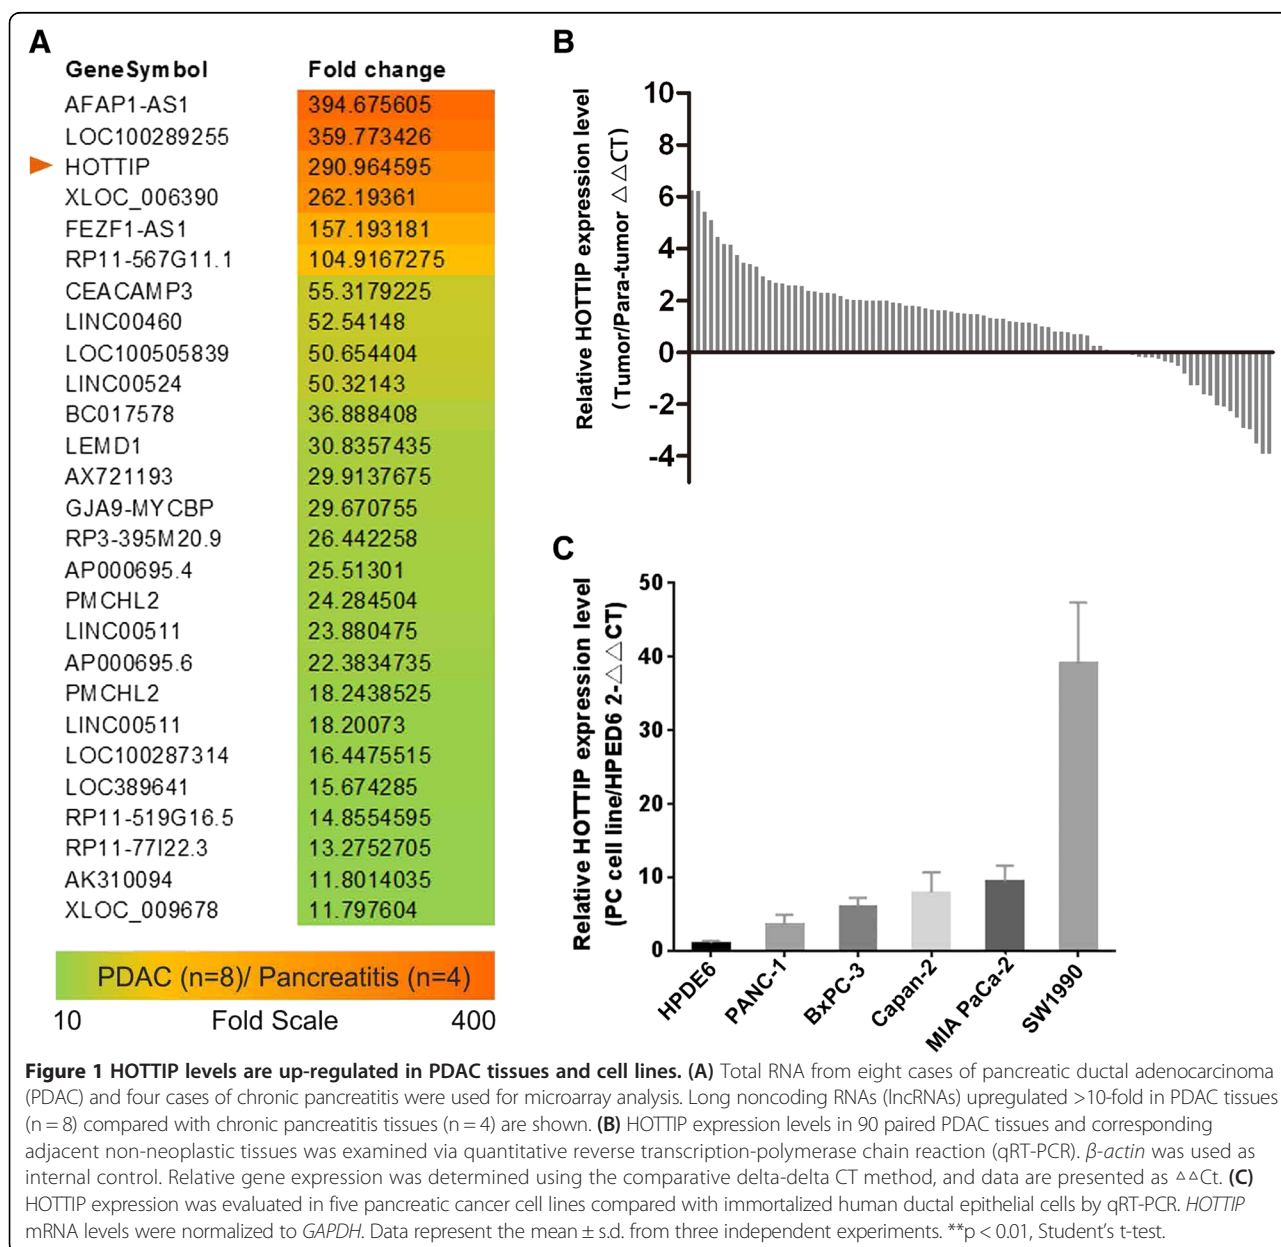 A
GeneSymbol Fold change
AFAP1-AS1 394.675605
LOC100289255 359.773426
HOTTIP 290.964595
XLOC_006390 262.19361
FEZF1-AS1 157.193181
RP11-567G11.1 104.9167275
CEACAMP3 55.3179225
LINC00460 52.54148
LOC100505839 50.654404
LINC00524 50.32143
BC017578 36.888408
LEMD1 30.8357435
AX721193 29.9137675
GJA9-MYCBP 29.670755
RP3-395M20.9 26.442258
AP000695.4 25.51301
PMCHL2 24.284504
LINC00511 23.880475
AP000695.6 22.3834735
PMCHL2 18.2438525
LINC00511 18.20073
LOC100287314 16.4475515
LOC389641 15.674285
RP11-519G16.5 14.8554595
RP11-77I22.3 13.2752705
AK310094 11.8014035
XLOC_009678 11.797604
PDAC (n=8)/ Pancreatitis (n=4)
10 Fold Scale 400
B
Relative HOTTIP expression level
(Tumor/Para-tumor △△CT)
10
8
6
4
2
0
-2
-4
C
Relative HOTTIP expression level
(PC cell line/HPED6 2-△△CT)
50
40
30
20
10
0
HPDE6
PANC-1
BxPC-3
Capan-2
MIA PaCa-2
SW1990
Figure 1 HOTTIP levels are up-regulated in PDAC tissues and cell lines. (A) Total RNA from eight cases of pancreatic ductal adenocarcinoma
(PDAC) and four cases of chronic pancreatitis were used for microarray analysis. Long noncoding RNAs (lncRNAs) upregulated >10-fold in PDAC tissues
(n = 8) compared with chronic pancreatitis tissues (n = 4) are shown. (B) HOTTIP expression levels in 90 paired PDAC tissues and corresponding
adjacent non-neoplastic tissues was examined via quantitative reverse transcription-polymerase chain reaction (qRT-PCR). β-actin was used as
internal control. Relative gene expression was determined using the comparative delta-delta CT method, and data are presented as △△Ct. (C)
HOTTIP expression was evaluated in five pancreatic cancer cell lines compared with immortalized human ductal epithelial cells by qRT-PCR. HOTTIP
mRNA levels were normalized to GAPDH. Data represent the mean ± s.d. from three independent experiments. **p < 0.01, Student's t-test.